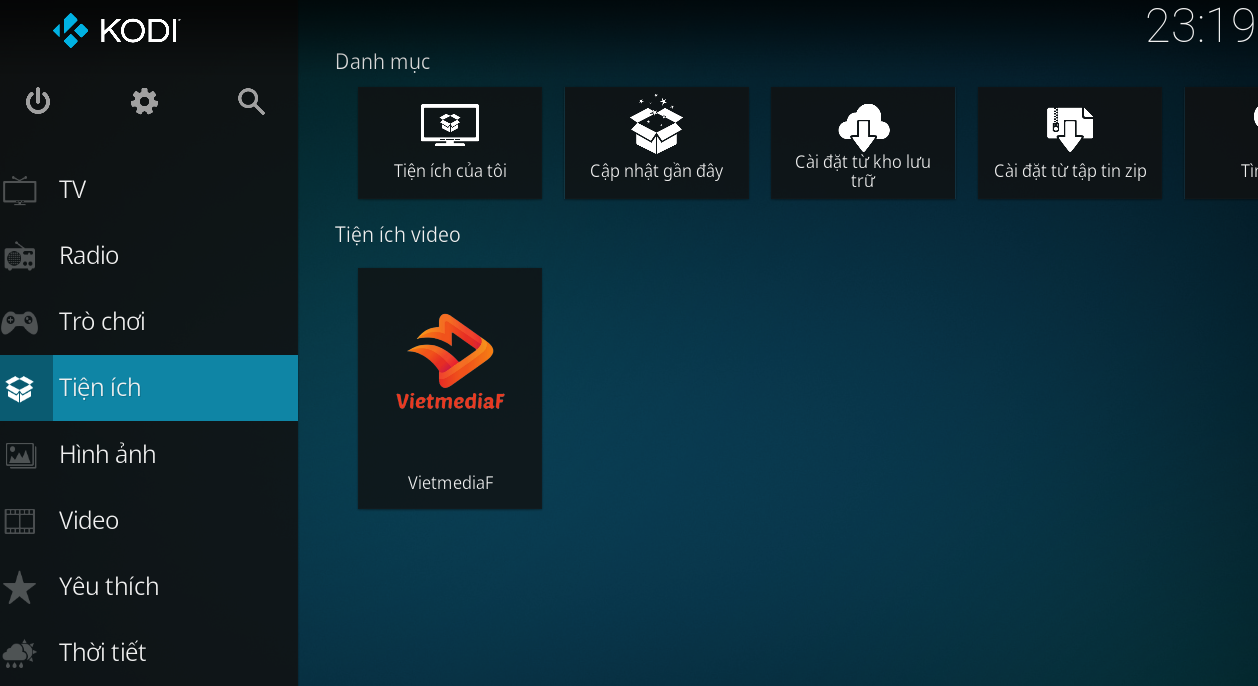 KODI
23:19
TV
Radio
Trò chơi
Tiện ích
Hình ảnh
Video
Yêu thích
Thời tiết
Danh mục
Tiện ích của tôi
Cập nhật gần đây
Cài đặt từ kho lưu
trữ
Cài đặt từ tập tin zip
Tiện ích video
VietmediaF
VietmediaF